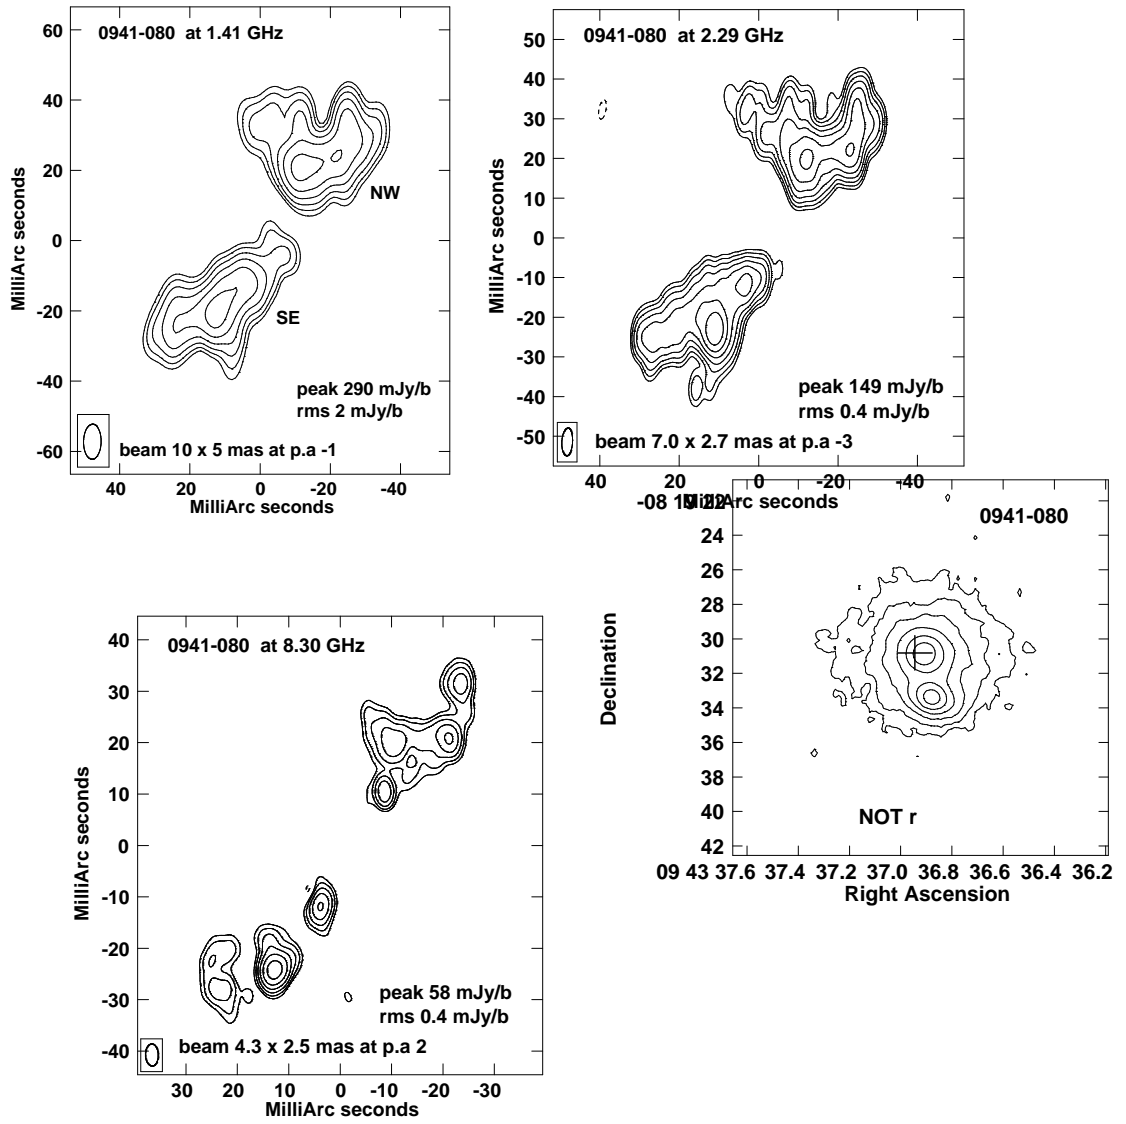 0941-080 at 1.41 GHz
60
40
20
0
-20
-40
-60
MilliArc seconds
NW
SE
peak 290 mJy/b
rms 2 mJy/b
beam 10 x 5 mas at p.a -1
40 20 0 -20 -40
MilliArc seconds
0941-080 at 2.29 GHz
50
40
30
20
10
0
-10
-20
-30
-40
-50
MilliArc seconds
peak 149 mJy/b
rms 0.4 mJy/b
beam 7.0 x 2.7 mas at p.a -3
40 20 0 -20 -40
MilliArc seconds
0941-080 at 8.30 GHz
40
30
20
10
0
-10
-20
-30
-40
MilliArc seconds
peak 58 mJy/b
rms 0.4 mJy/b
beam 4.3 x 2.5 mas at p.a 2
30 20 10 0 -10 -20 -30
MilliArc seconds
0941-080
-08 19 22
24
26
28
30
32
34
36
38
40
42
Declination
NOT r
09 43 37.6 37.4 37.2 37.0 36.8 36.6 36.4 36.2
Right Ascension